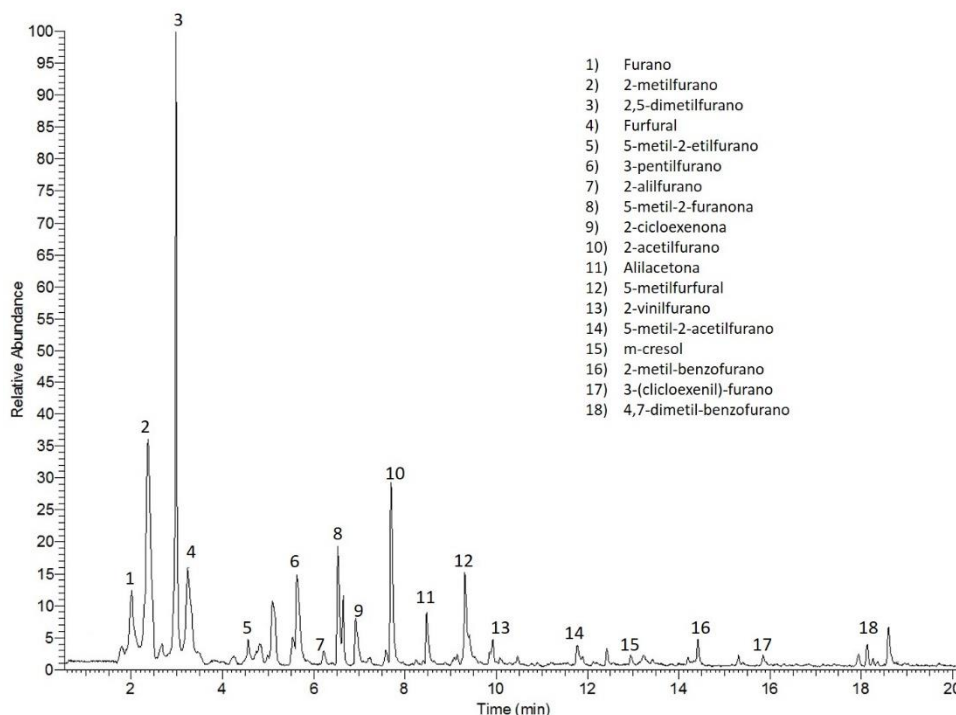 3
100
95
90
85
80
75
70
65
60
55
50
45
40
35
30
25
20
15
10
5
0
Relative Abundance
1) Furano
2) 2-metilfurano
3) 2,5-dimetilfurano
4) Furfural
5) 5-metil-2-etilfurano
6) 3-pentilfurano
7) 2-alilfurano
8) 5-metil-2-furanona
9) 2-cicloexenona
10) 2-acetilfurano
11) Alilacetona
12) 5-metilfurfural
13) 2-vinilfurano
14) 5-metil-2-acetilfurano
15) m-cresol
16) 2-metil-benzofurano
17) 3-(clicloexenil)-furano
18) 4,7-dimetil-benzofurano
1
2
4
5
6
7
8
9
10
11
12
13
14
15
16
17
18
2 4 6 8 10 12 14 16 18 20
Time (min)